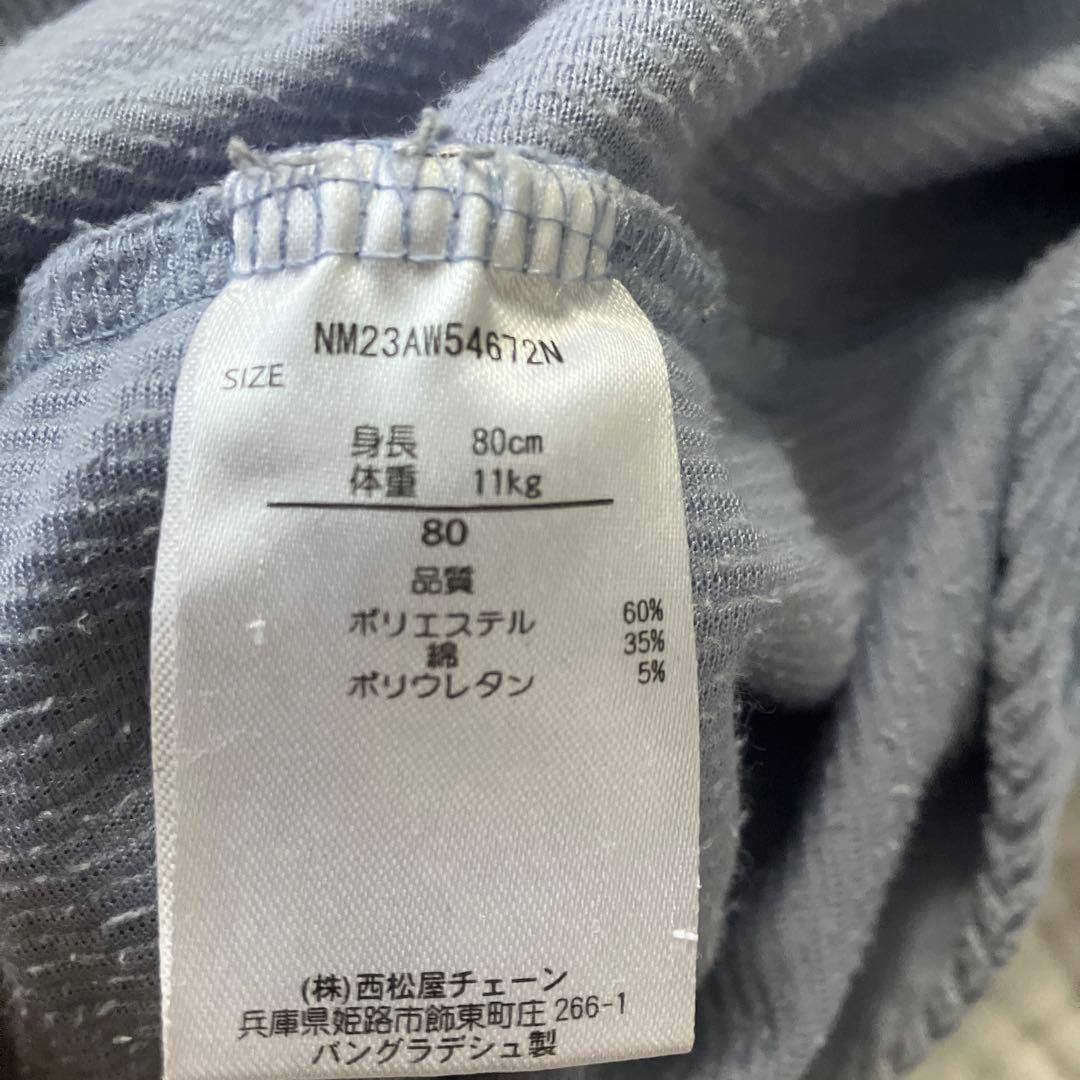 NM23AW54672N
SIZE
身長 80cm
体重 11kg
80
品質
ポリエステル 60%
綿 35%
ポリウレタン 5%
(株)西松屋チェーン
兵庫県姫路市飾東町庄 266-1
バングラデシュ製